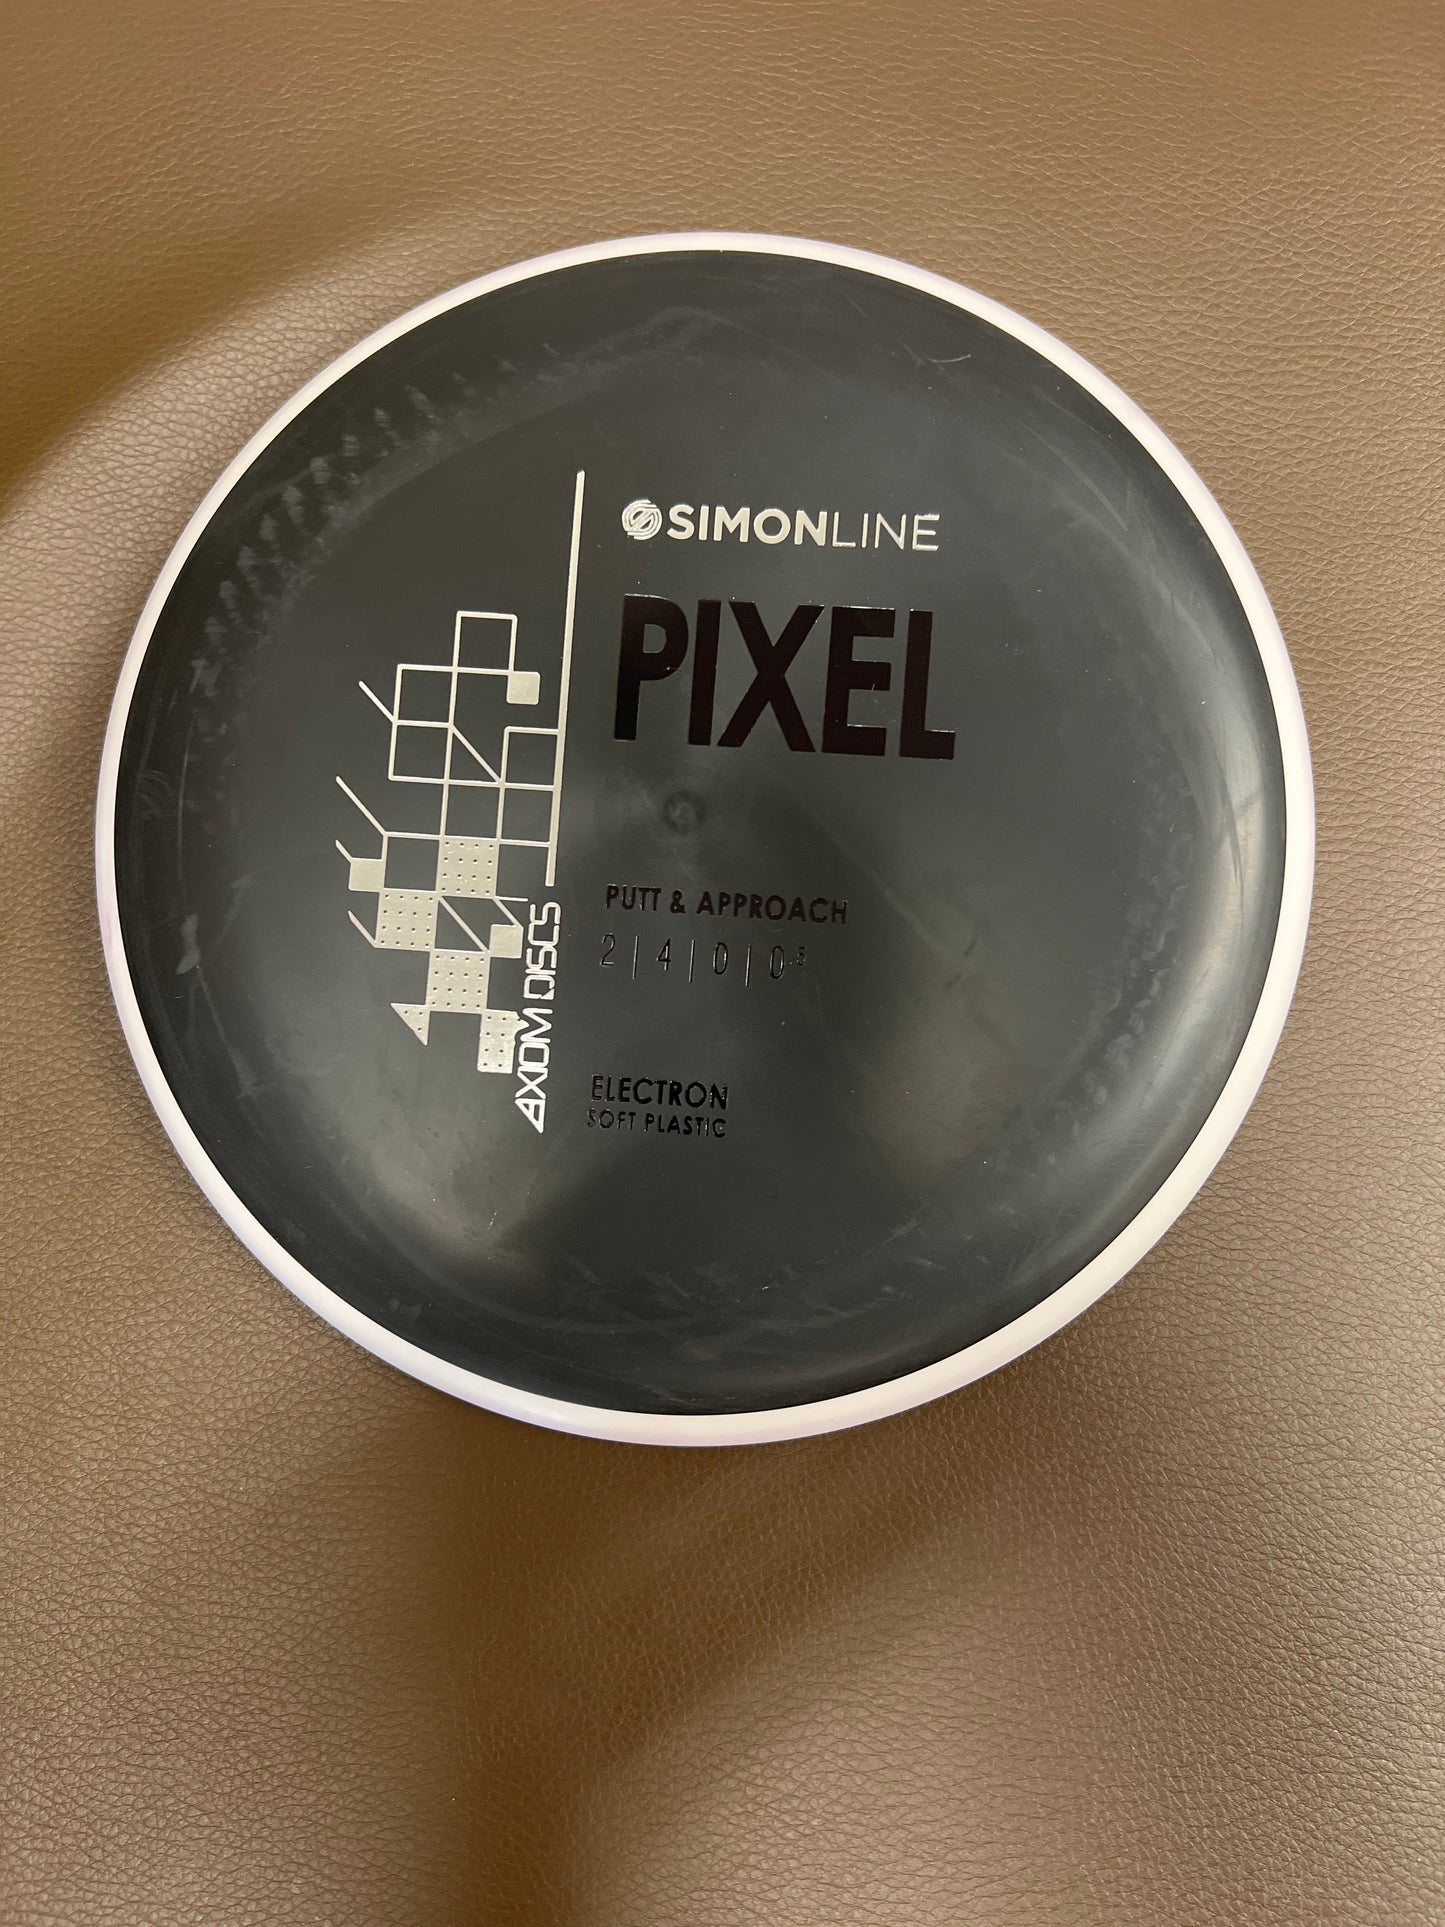 SIMONLINE
PIXEL
PUTT & APPROACH
2 | 4 | 0 | 0.5
ELECTRON
SOFT PLASTIC
AXIOM DISCS